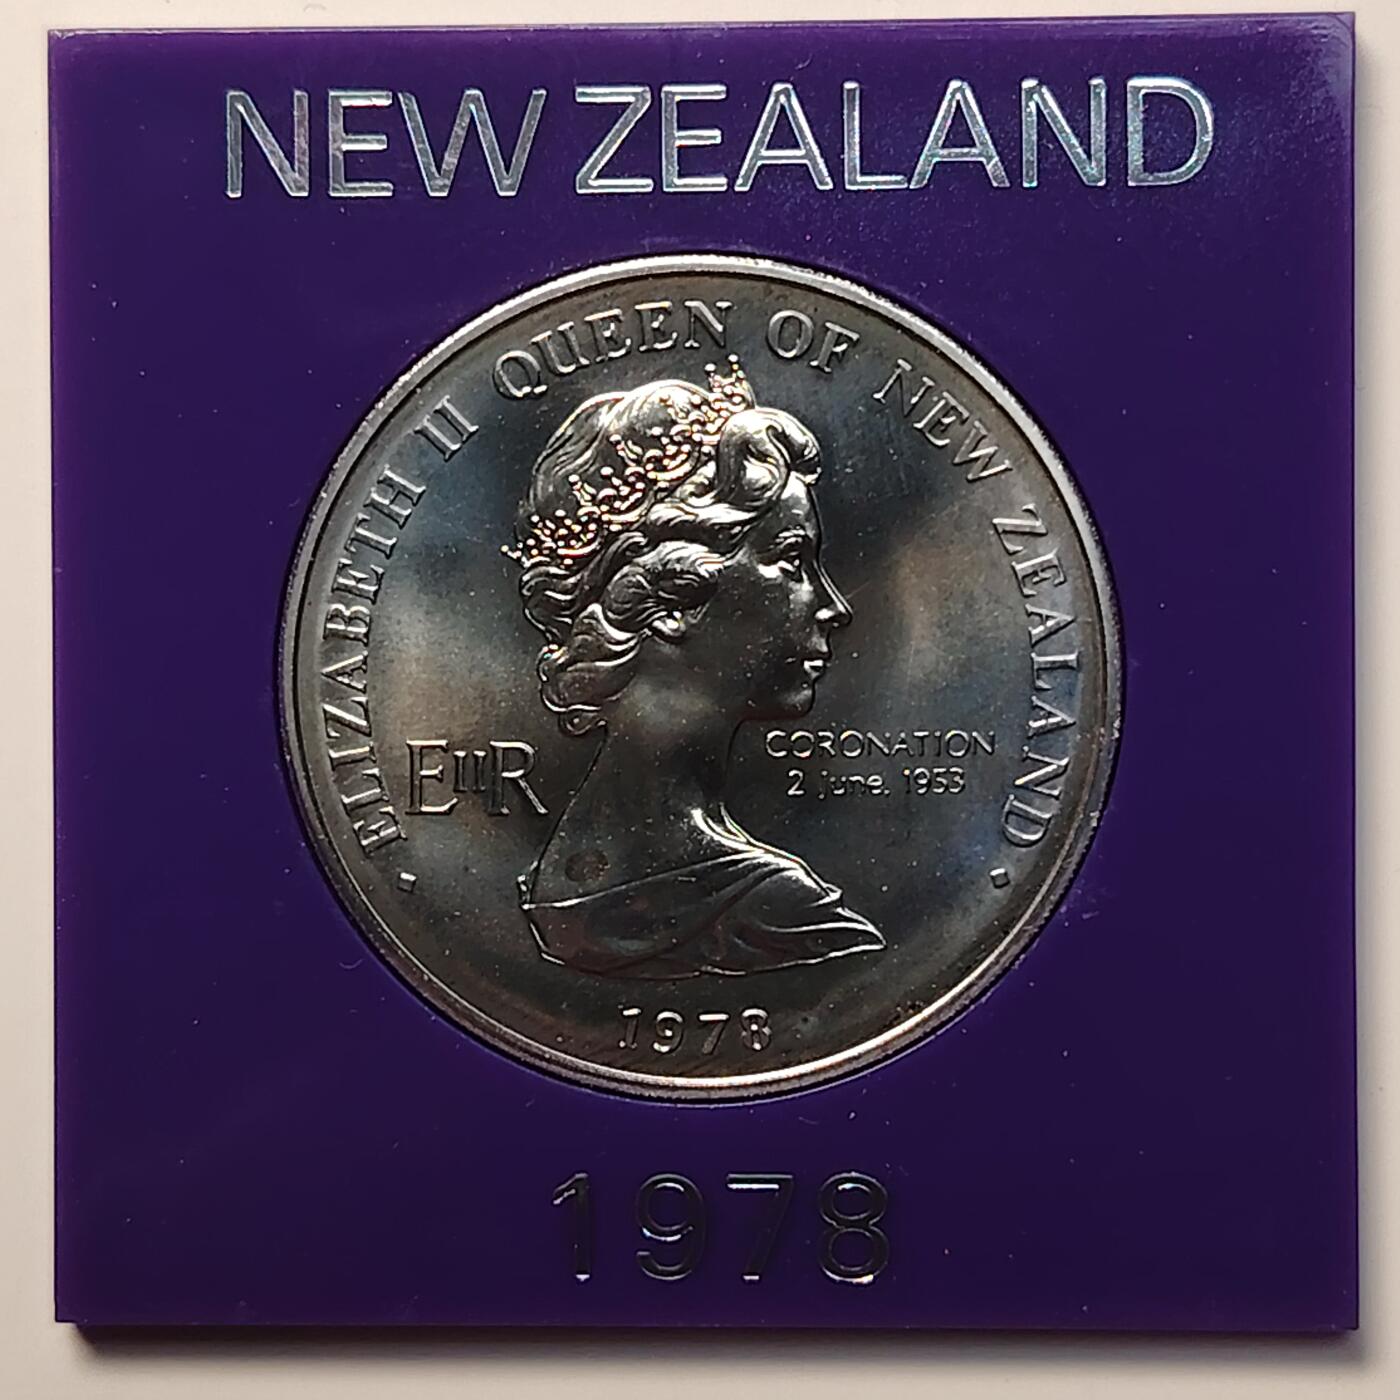 NEW ZEALAND
· ELIZABETH II QUEEN OF NEW ZEALAND ·
EIIR
CORONATION
2 June, 1953
1978
1978